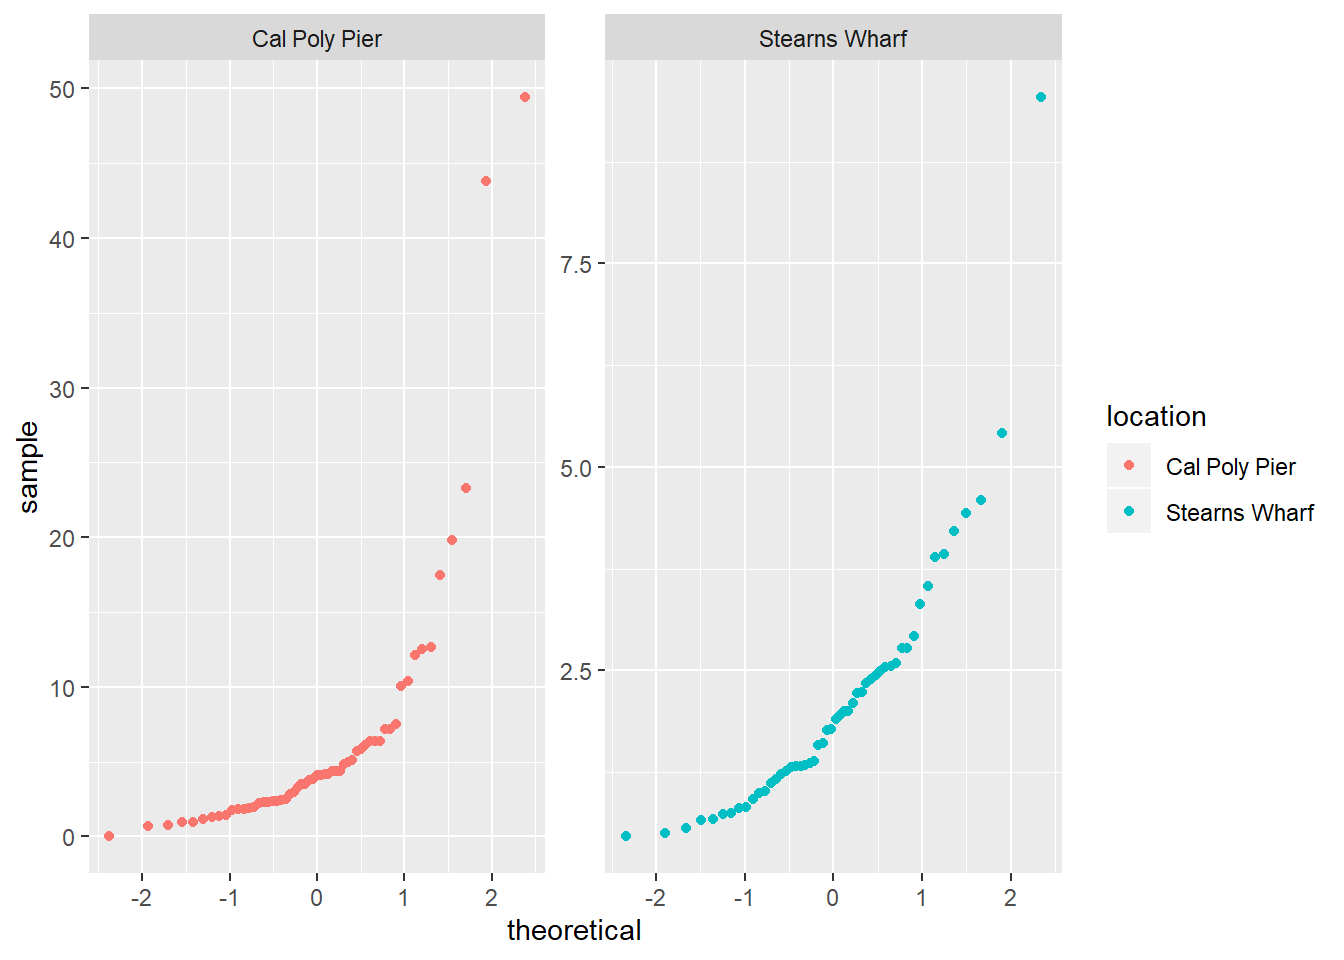 Cal Poly Pier
Stearns Wharf
50
40
30
20
10
0
7.5
5.0
2.5
sample
-2 -1 0 1 2
-2 -1 0 1 2
theoretical
location
Cal Poly Pier
Stearns Wharf